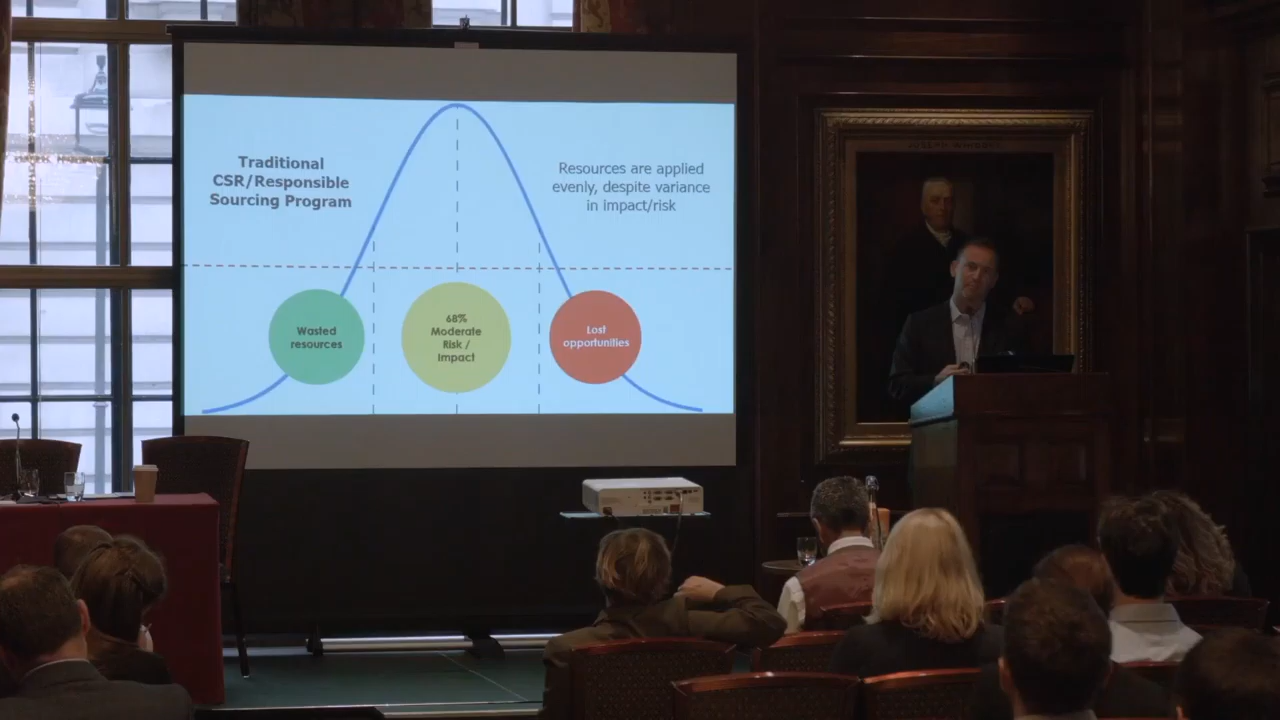 Traditional
CSR/Responsible
Sourcing Program
Resources are applied
evenly, despite variance
in impact/risk
Wasted
resources
68%
Moderate
Risk /
Impact
Lost
opportunities